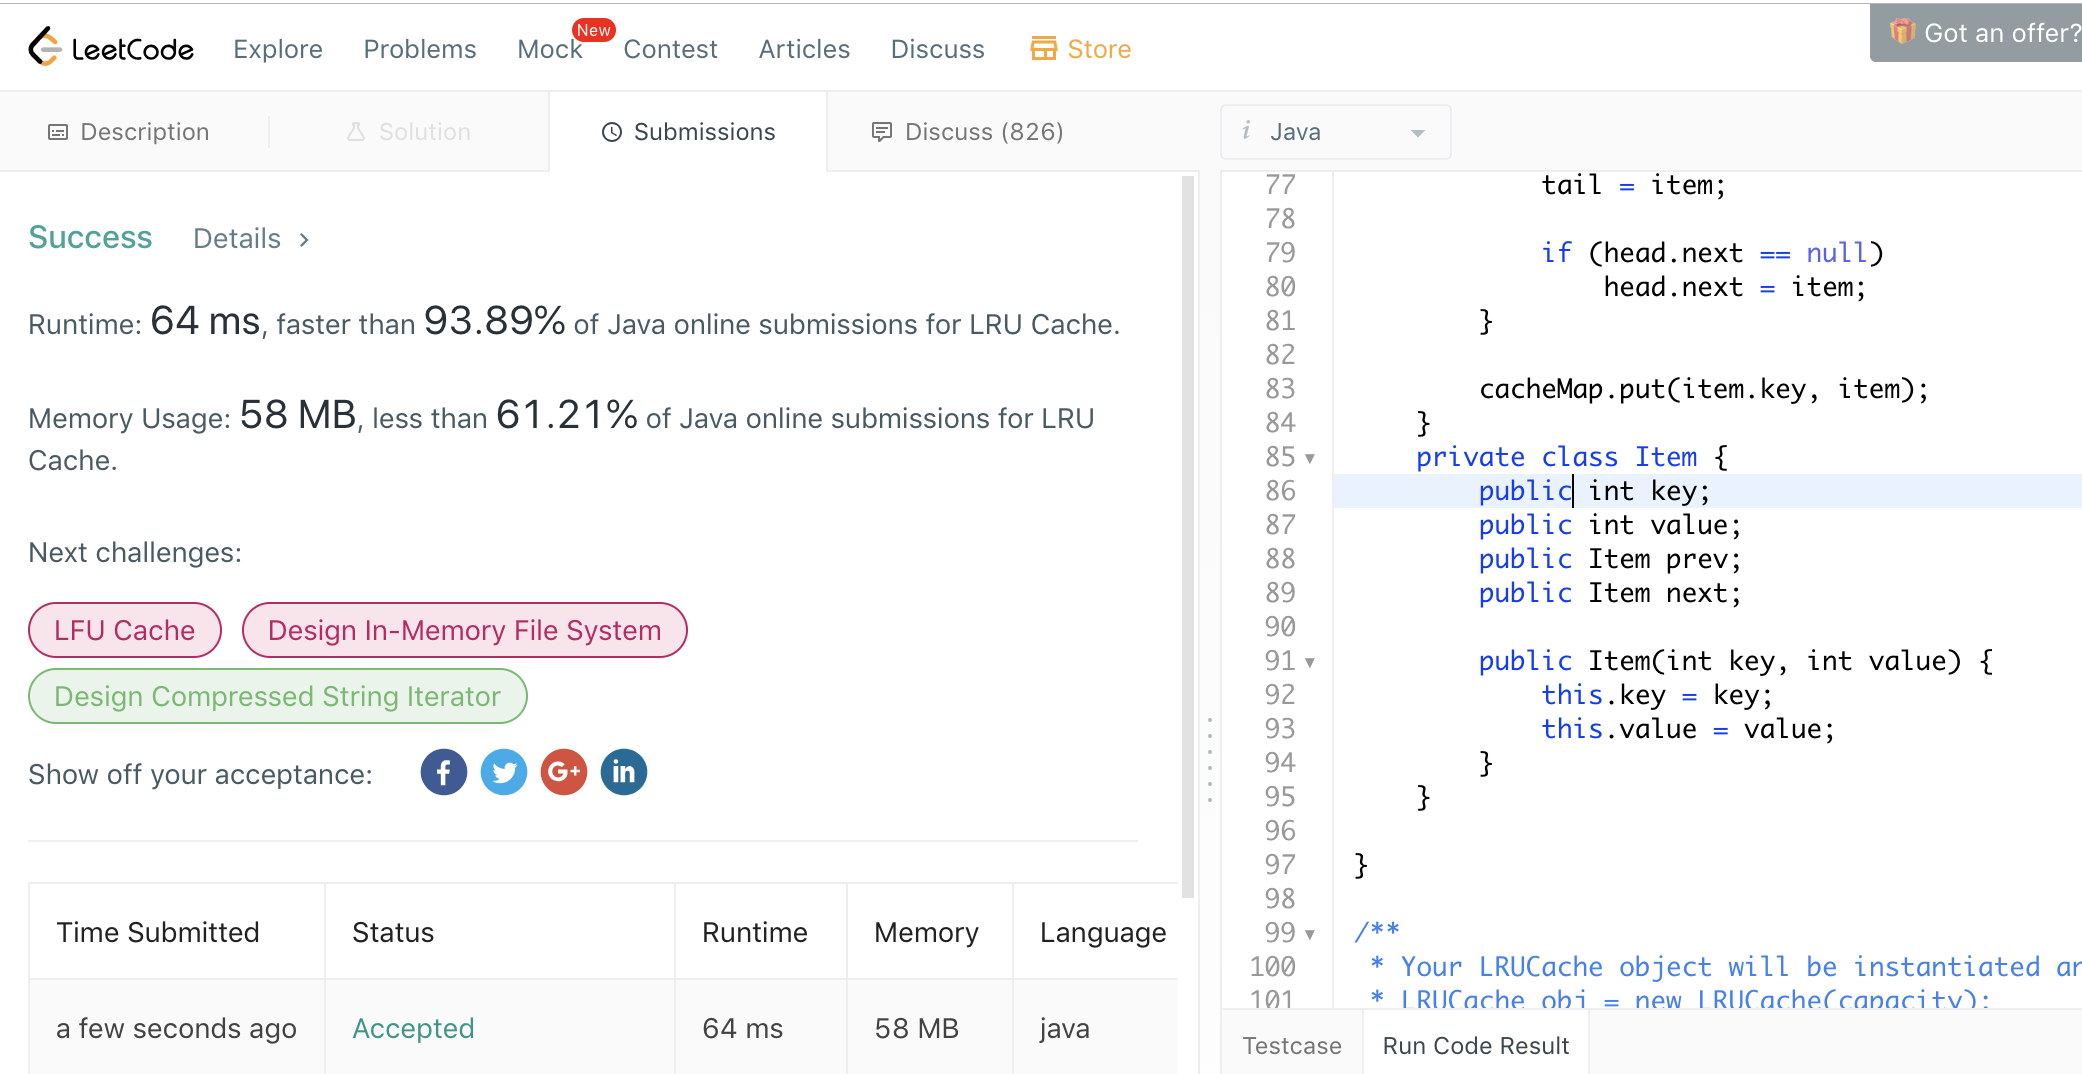 LeetCode Explore Problems Mock New Contest Articles Discuss Store Got an offer?
Description Solution Submissions Discuss (826)
Success Details >
Runtime: 64 ms, faster than 93.89% of Java online submissions for LRU Cache.
Memory Usage: 58 MB, less than 61.21% of Java online submissions for LRU
Cache.
Next challenges:
LFU Cache Design In-Memory File System
Design Compressed String Iterator
Show off your acceptance: f G+ in
Time Submitted Status Runtime Memory Language
a few seconds ago Accepted 64 ms 58 MB java
i Java
77 tail = item;
78
79 if (head.next == null)
80 head.next = item;
81 }
82
83 cacheMap.put(item.key, item);
84 }
85 private class Item {
86 public int key;
87 public int value;
88 public Item prev;
89 public Item next;
90
91 public Item(int key, int value) {
92 this.key = key;
93 this.value = value;
94 }
95 }
96
97 }
98
99 /**
100 * Your LRUCache object will be instantiated
101 * LRUCache obj = new LRUCache(capacity);
Testcase Run Code Result